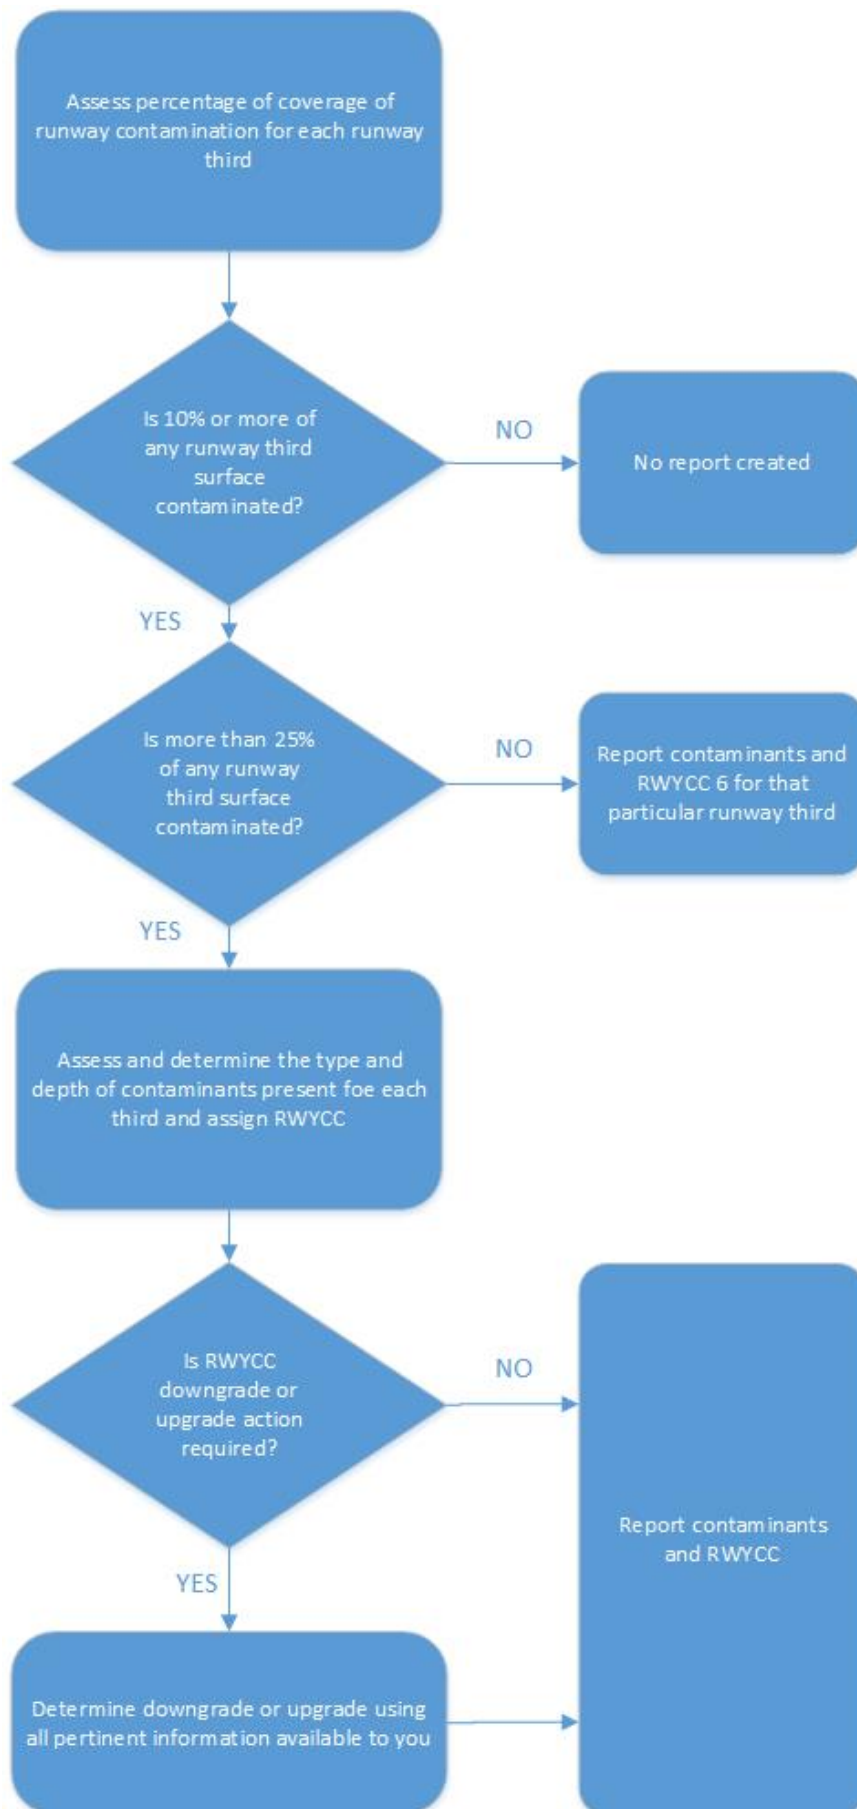 Assess percentage of coverage of
runway contamination for each runway
third
Is 10% or more of
any runway third
surface
contaminated?
NO
No report created
YES
Is more than 25%
of any runway
third surface
contaminated?
NO
Report contaminants and
RWYCC 6 for that
particular runway third
YES
Assess and determine the type and
depth of contaminants present foe each
third and assign RWYCC
Is RWYCC
downgrade or
upgrade action
required?
NO
Report contaminants
and RWYCC
YES
Determine downgrade or upgrade using
all pertinent information available to you